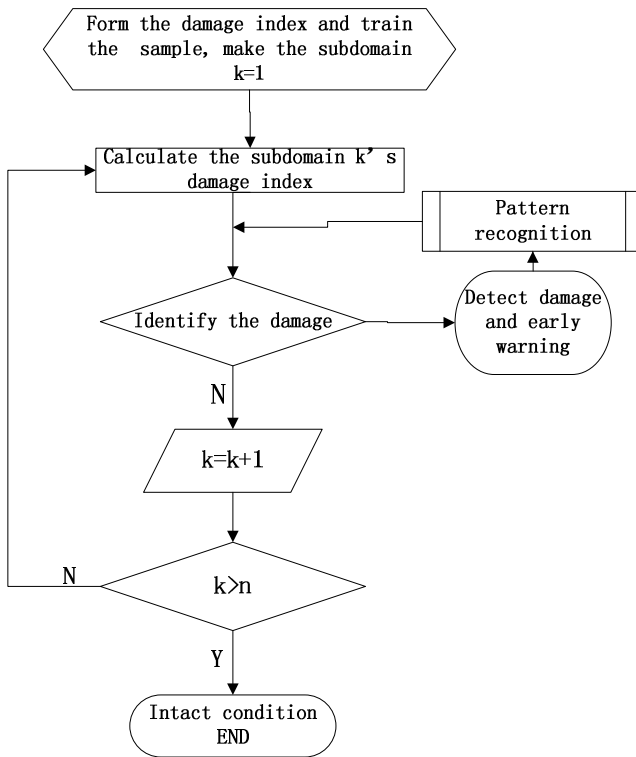 Form the damage index and train
the sample, make the subdomain
k=1
Calculate the subdomain k's
damage index
Pattern
recognition
Identify the damage
Detect damage
and early
warning
N
k=k+1
N
k>n
Y
Intact condition
END